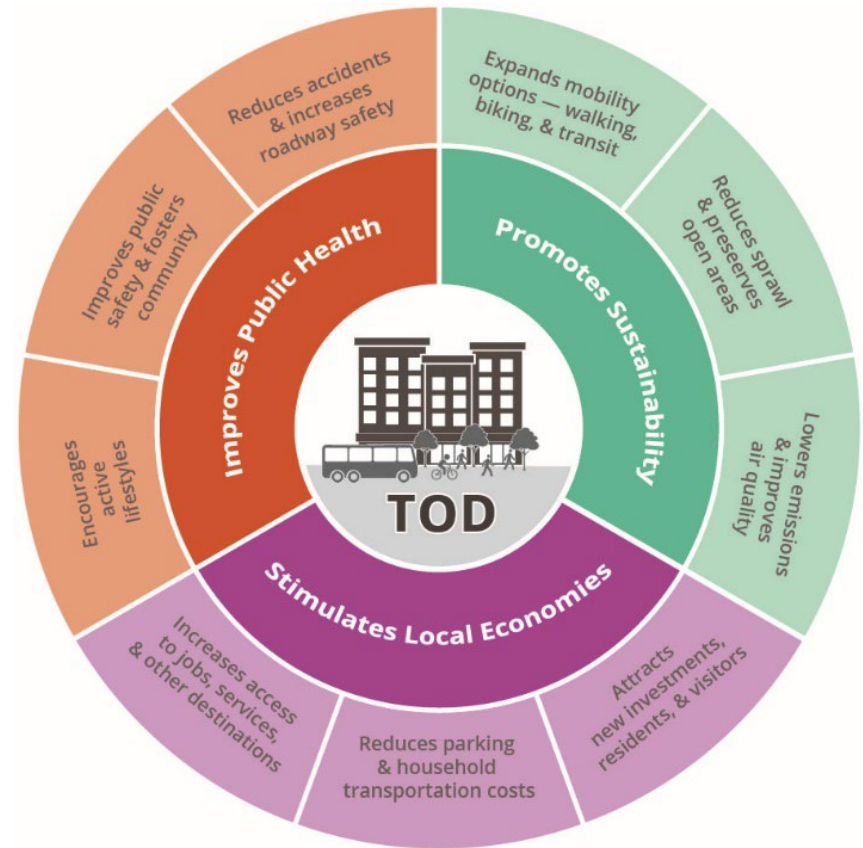 Reduces accidents
& increases
roadway safety
Expands mobility
options — walking,
biking, & transit
Improves public
safety & fosters
community
Reduces sprawl
& preseerves
open areas
Improves Public Health
Promotes Sustainability
Encourages
active
lifestyles
Lowers emissions
& improves
air quality
TOD
Stimulates Local Economies
Increases access
to jobs, services,
& other destinations
Reduces parking
& household
transportation costs
Attracts
new investments,
residents, & visitors